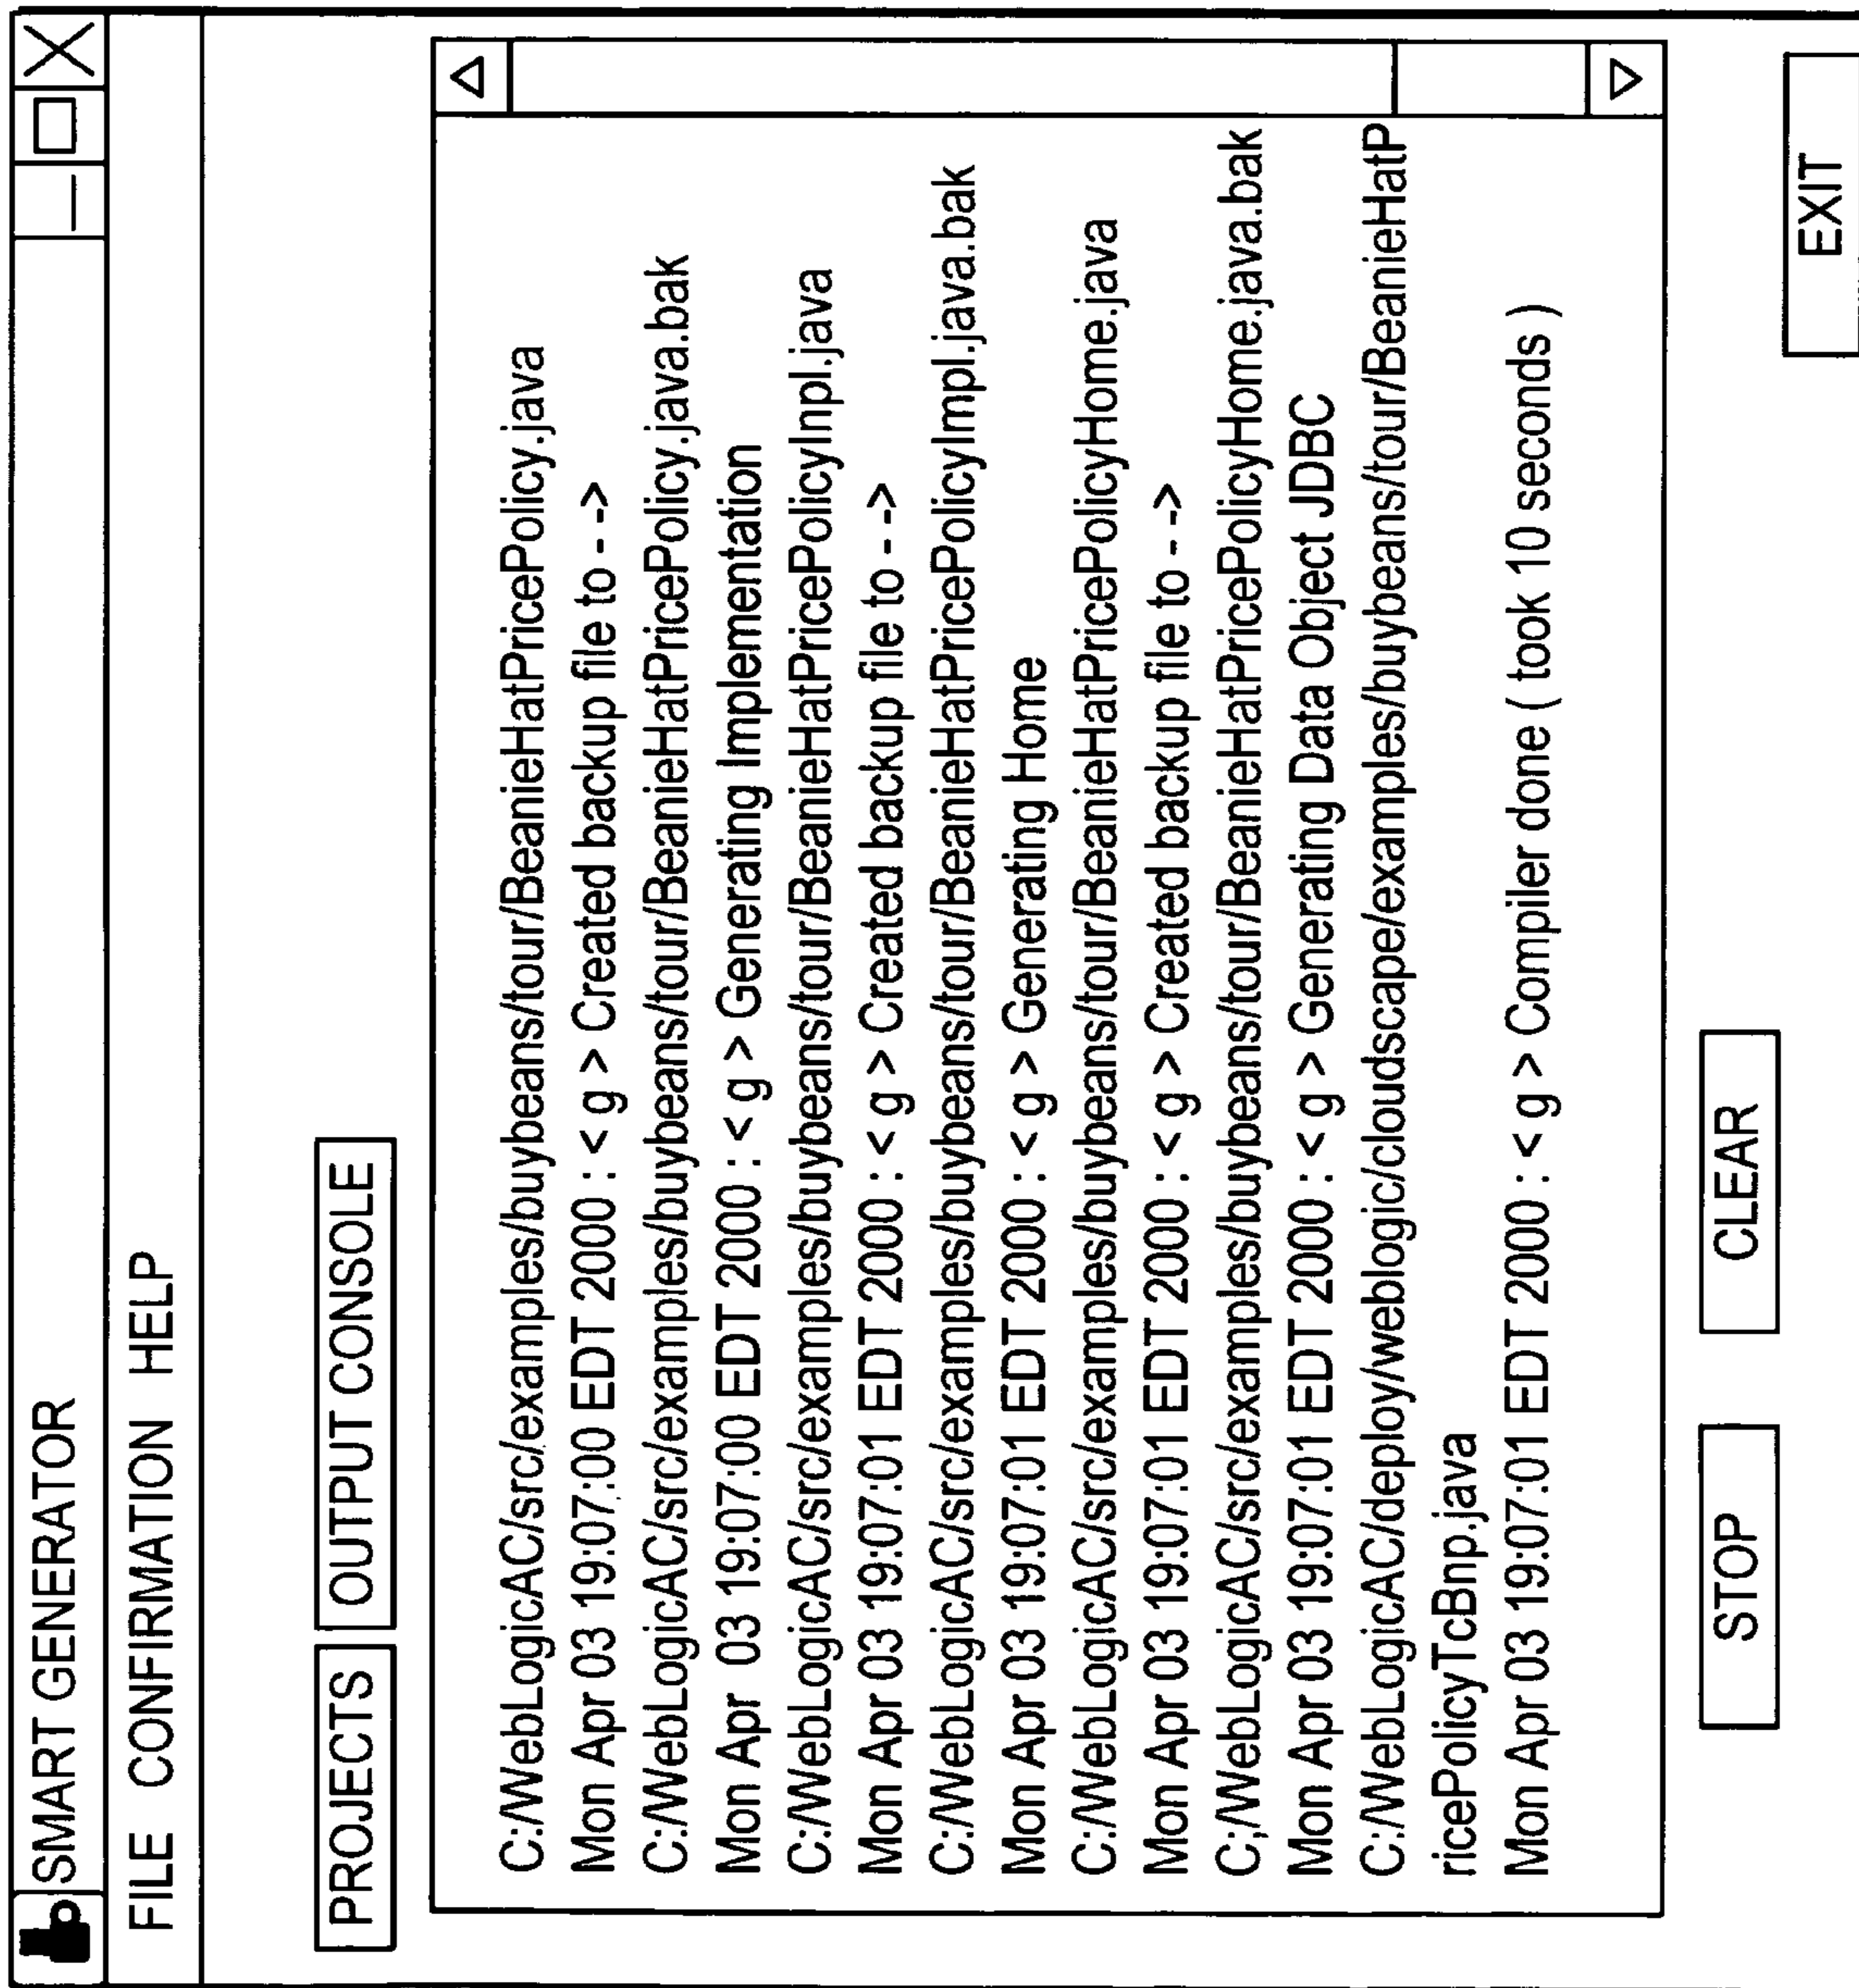 SMART GENERATOR
FILE CONFIRMATION HELP
PROJECTS OUTPUT CONSOLE
C:/WebLogicAC/src/examples/buybeans/tour/BeanieHatPricePolicy.java
Mon Apr 03 19:07:00 EDT 2000 : < g > Created backup file to - ->
C:/WebLogicAC/src/examples/buybeans/tour/BeanieHatPricePolicy.java.bak
Mon Apr 03 19:07:00 EDT 2000 : < g > Generating Implementation
C:/WebLogicAC/src/examples/buybeans/tour/BeanieHatPricePolicyInpl.java
Mon Apr 03 19:07:01 EDT 2000 : < g > Created backup file to - ->
C:/WebLogicAC/src/examples/buybeans/tour/BeanieHatPricePolicyImpl.java.bak
Mon Apr 03 19:07:01 EDT 2000 : < g > Generating Home
C:/WebLogicAC/src/examples/buybeans/tour/BeanieHatPricePolicyHome.java
Mon Apr 03 19:07:01 EDT 2000 : < g > Created backup file to - ->
C;/WebLogicAC/src/examples/buybeans/tour/BeanieHatPricePolicyHome.java.bak
Mon Apr 03 19:07:01 EDT 2000 : < g > Generating Data Object JDBC
C:/WebLogicAC/deploy/weblogic/cloudscape/examples/buybeans/tour/BeanieHatP
ricePolicyTcBnp.java
Mon Apr 03 19:07:01 EDT 2000 : < g > Compiler done ( took 10 seconds )
STOP CLEAR
EXIT